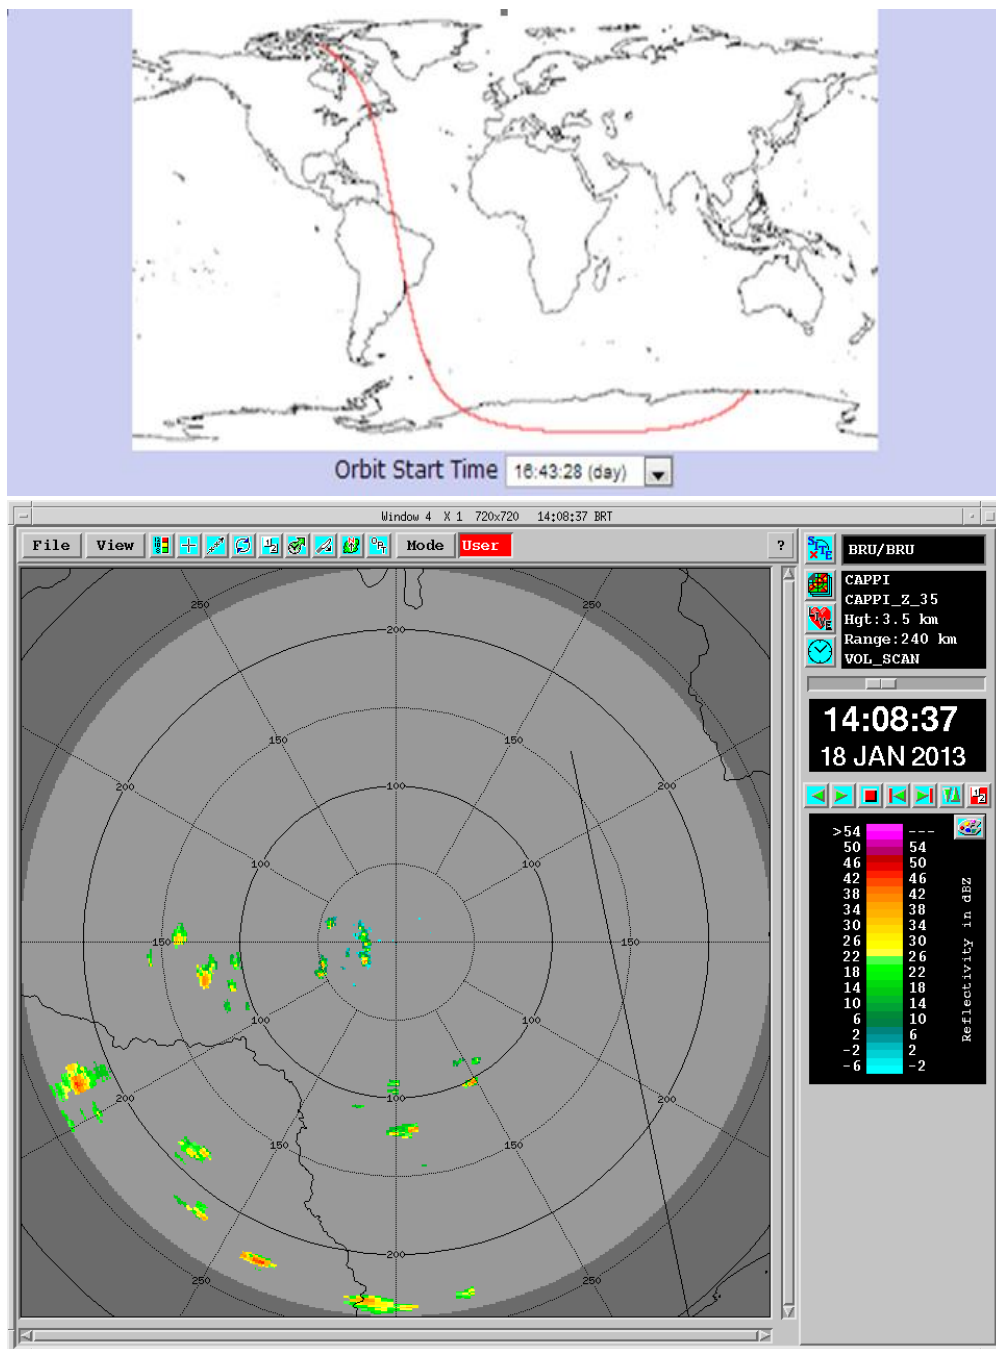 Orbit Start Time 16:43:28 (day)
Window 4 X 1 720x720 14:08:37 BRT
File View Mode User ?
SITE
BRU/BRU
CAPPI
CAPPI_Z_35
Hgt:3.5 km
Range:240 km
VOL_SCAN
14:08:37
18 JAN 2013
>54 ---
50 54
46 50
42 46
38 42
34 38
30 34
26 30
22 26
18 22
14 18
10 14
6 10
2 6
-2 2
-6 -2
Reflectivity in dBZ
250 200 250
150 150
200 100 200
100 100
150 150
100 100
200 100 200
150 150
200
250 250